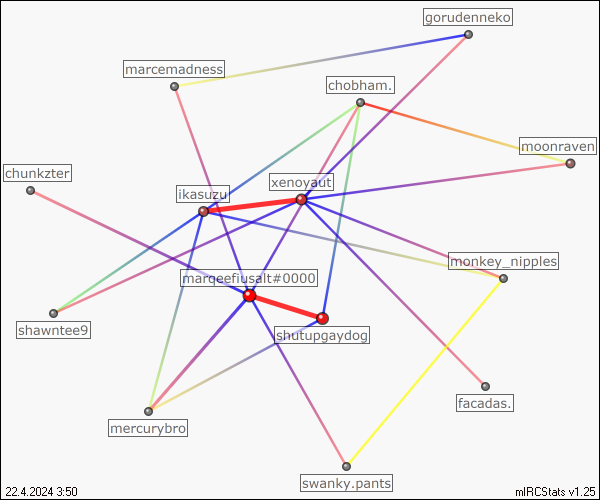 gorudenneko
marcemadness
chobham.
moonraven
chunkzter
xenoyaut
ikasuzu
monkey_nipples
marqeefiusalt#0000
shawntee9
shutupgaydog
facadas.
mercurybro
swanky.pants
22.4.2024 3:50
mIRCStats v1.25